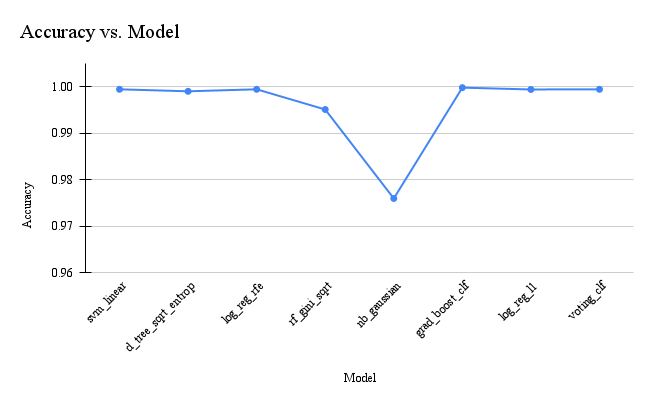 Accuracy vs. Model
1.00
0.99
0.98
0.97
0.96
Accuracy
svm_linear
d_tree_sqrt_entrop
log_reg_rfe
rf_gini_sqrt
nb_gaussian
grad_boost_clf
log_reg_l1
voting_clf
Model